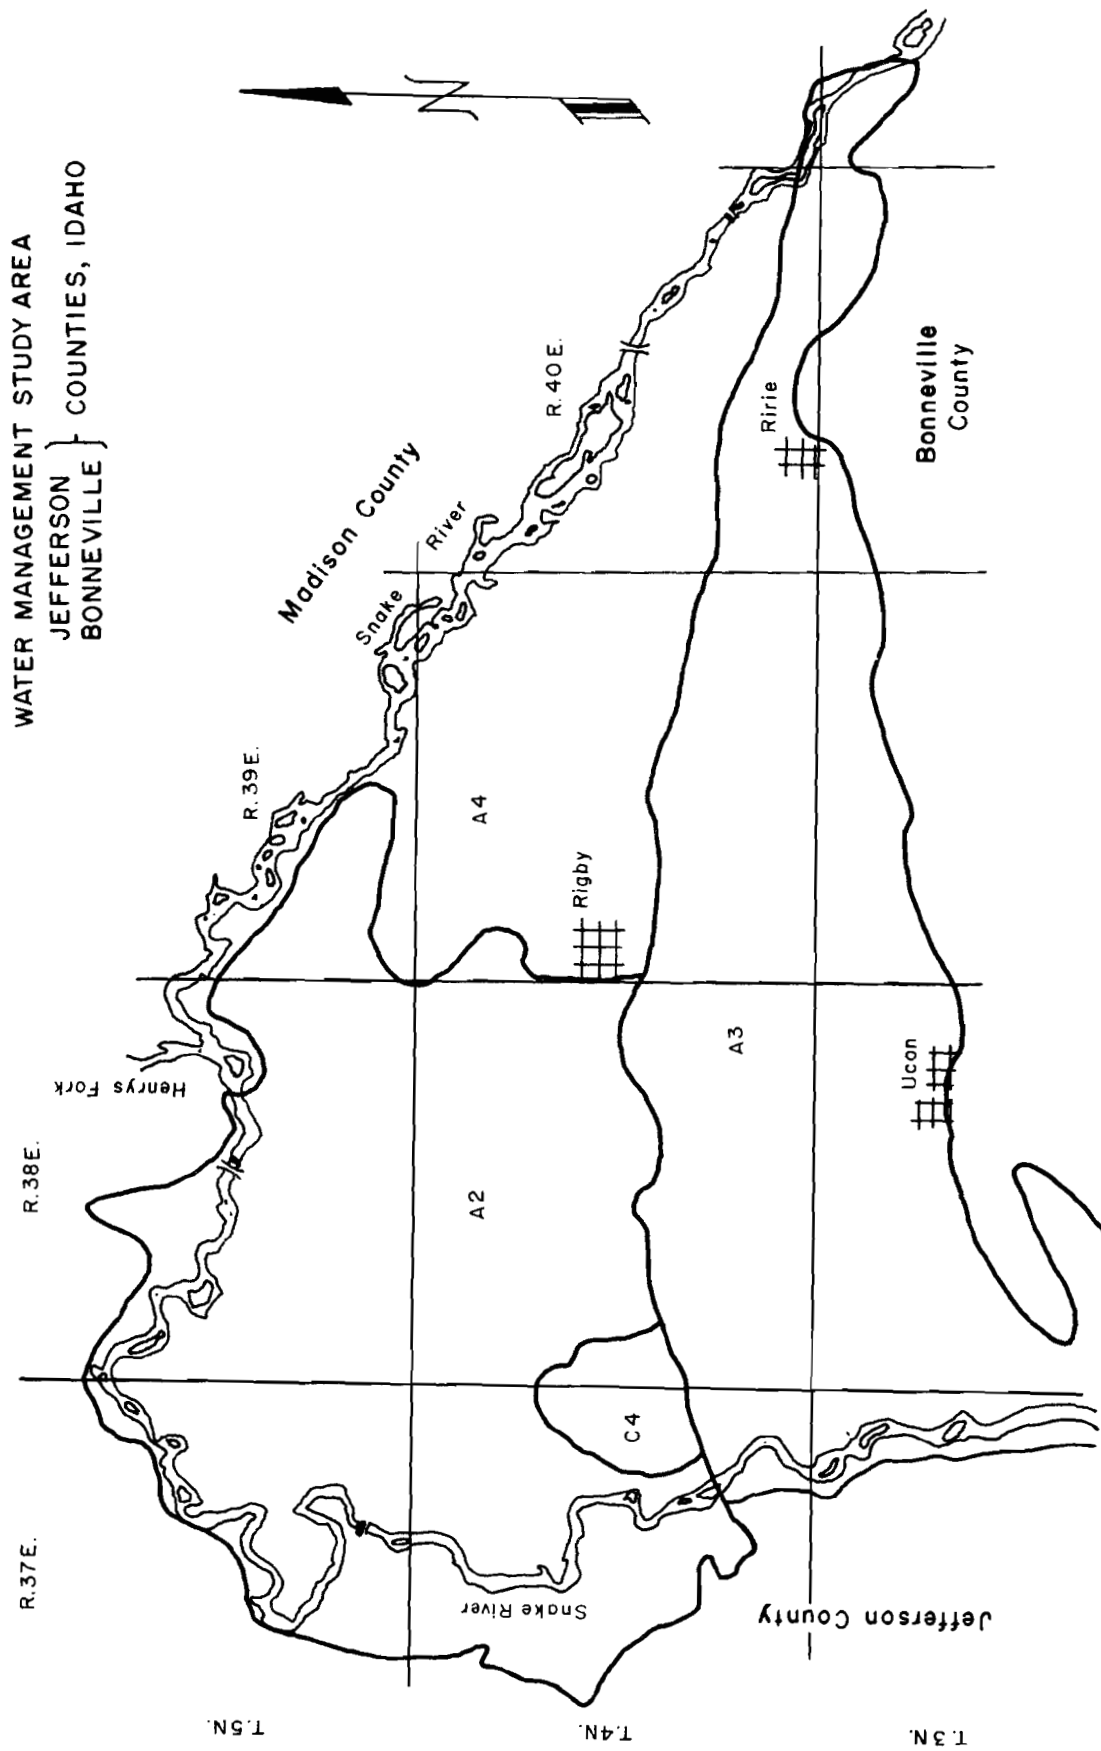 WATER MANAGEMENT STUDY AREA
JEFFERSON
BONNEVILLE } COUNTIES, IDAHO
N
R.37E.
R.38E.
R.39E.
R.40E.
Henrys Fork
Madison County
Snake River
T.5N.
A4
A2
Rigby
Snake River
T.4N.
C4
A3
Ririe
Jefferson County
Ucon
Bonneville
County
T.3N.